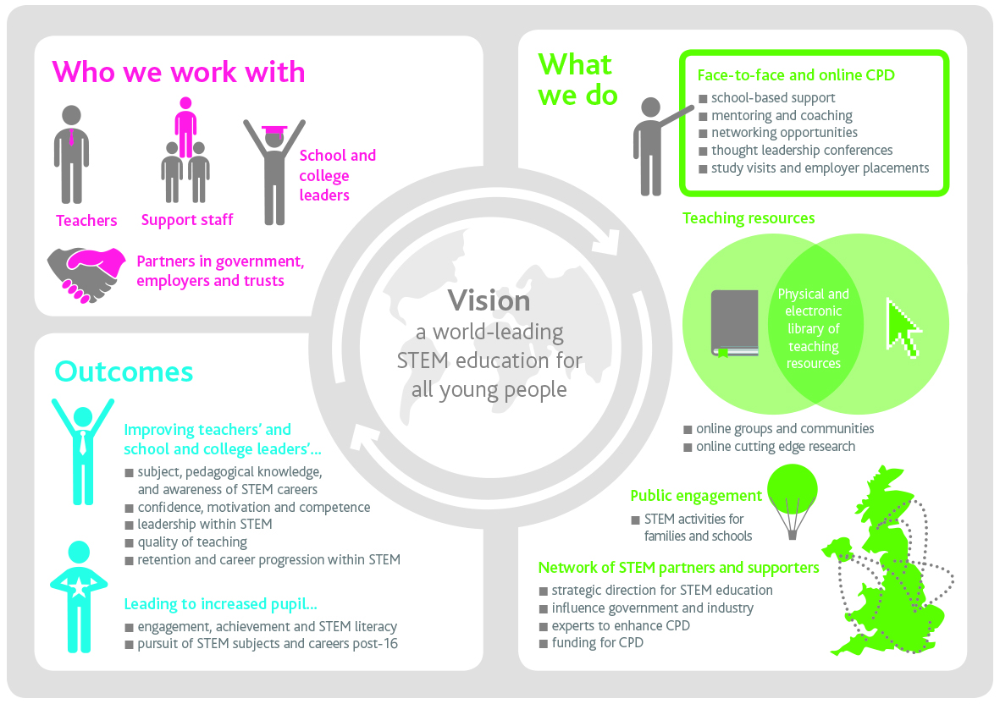 Who we work with
Teachers
Support staff
School and
college
leaders
Partners in government,
employers and trusts
What
we do
Face-to-face and online CPD
■ school-based support
■ mentoring and coaching
■ networking opportunities
■ thought leadership conferences
■ study visits and employer placements
Teaching resources
Physical and
electronic
library of
teaching
resources
■ online groups and communities
■ online cutting edge research
Public engagement
■ STEM activities for
families and schools
Network of STEM partners and supporters
■ strategic direction for STEM education
■ influence government and industry
■ experts to enhance CPD
■ funding for CPD
Vision
a world-leading
STEM education for
all young people
Outcomes
Improving teachers’ and
school and college leaders’...
■ subject, pedagogical knowledge,
and awareness of STEM careers
■ confidence, motivation and competence
■ leadership within STEM
■ quality of teaching
■ retention and career progression within STEM
Leading to increased pupil...
■ engagement, achievement and STEM literacy
■ pursuit of STEM subjects and careers post-16